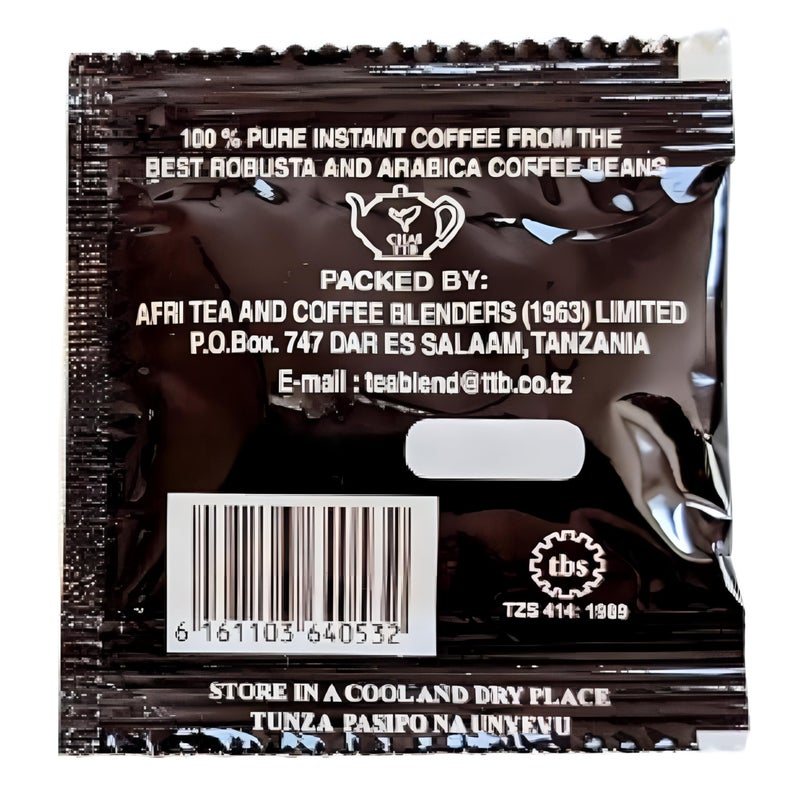 100 % PURE INSTANT COFFEE FROM THE
BEST ROBUSTA AND ARABICA COFFEE BEANS
CHAI
TTB
PACKED BY:
AFRI TEA AND COFFEE BLENDERS (1963) LIMITED
P.O.Box. 747 DAR ES SALAAM, TANZANIA
E-mail : teablend@ttb.co.tz
6 161103 640532
tbs
TZS 414: 1989
STORE IN A COOL AND DRY PLACE
TUNZA PASIPO NA UNYEVU